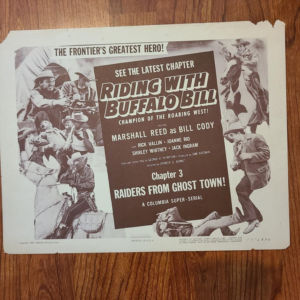 THE FRONTIER'S GREATEST HERO!
SEE THE LATEST CHAPTER
RIDING WITH
BUFFALO BILL
CHAMPION OF THE ROARING WEST!
MARSHALL REED as BILL CODY
RICK VALLIN • JOANNE RIO
SHIRLEY WHITNEY • JACK INGRAM
Chapter 3
RAIDERS FROM GHOST TOWN!
A COLUMBIA SUPER-SERIAL